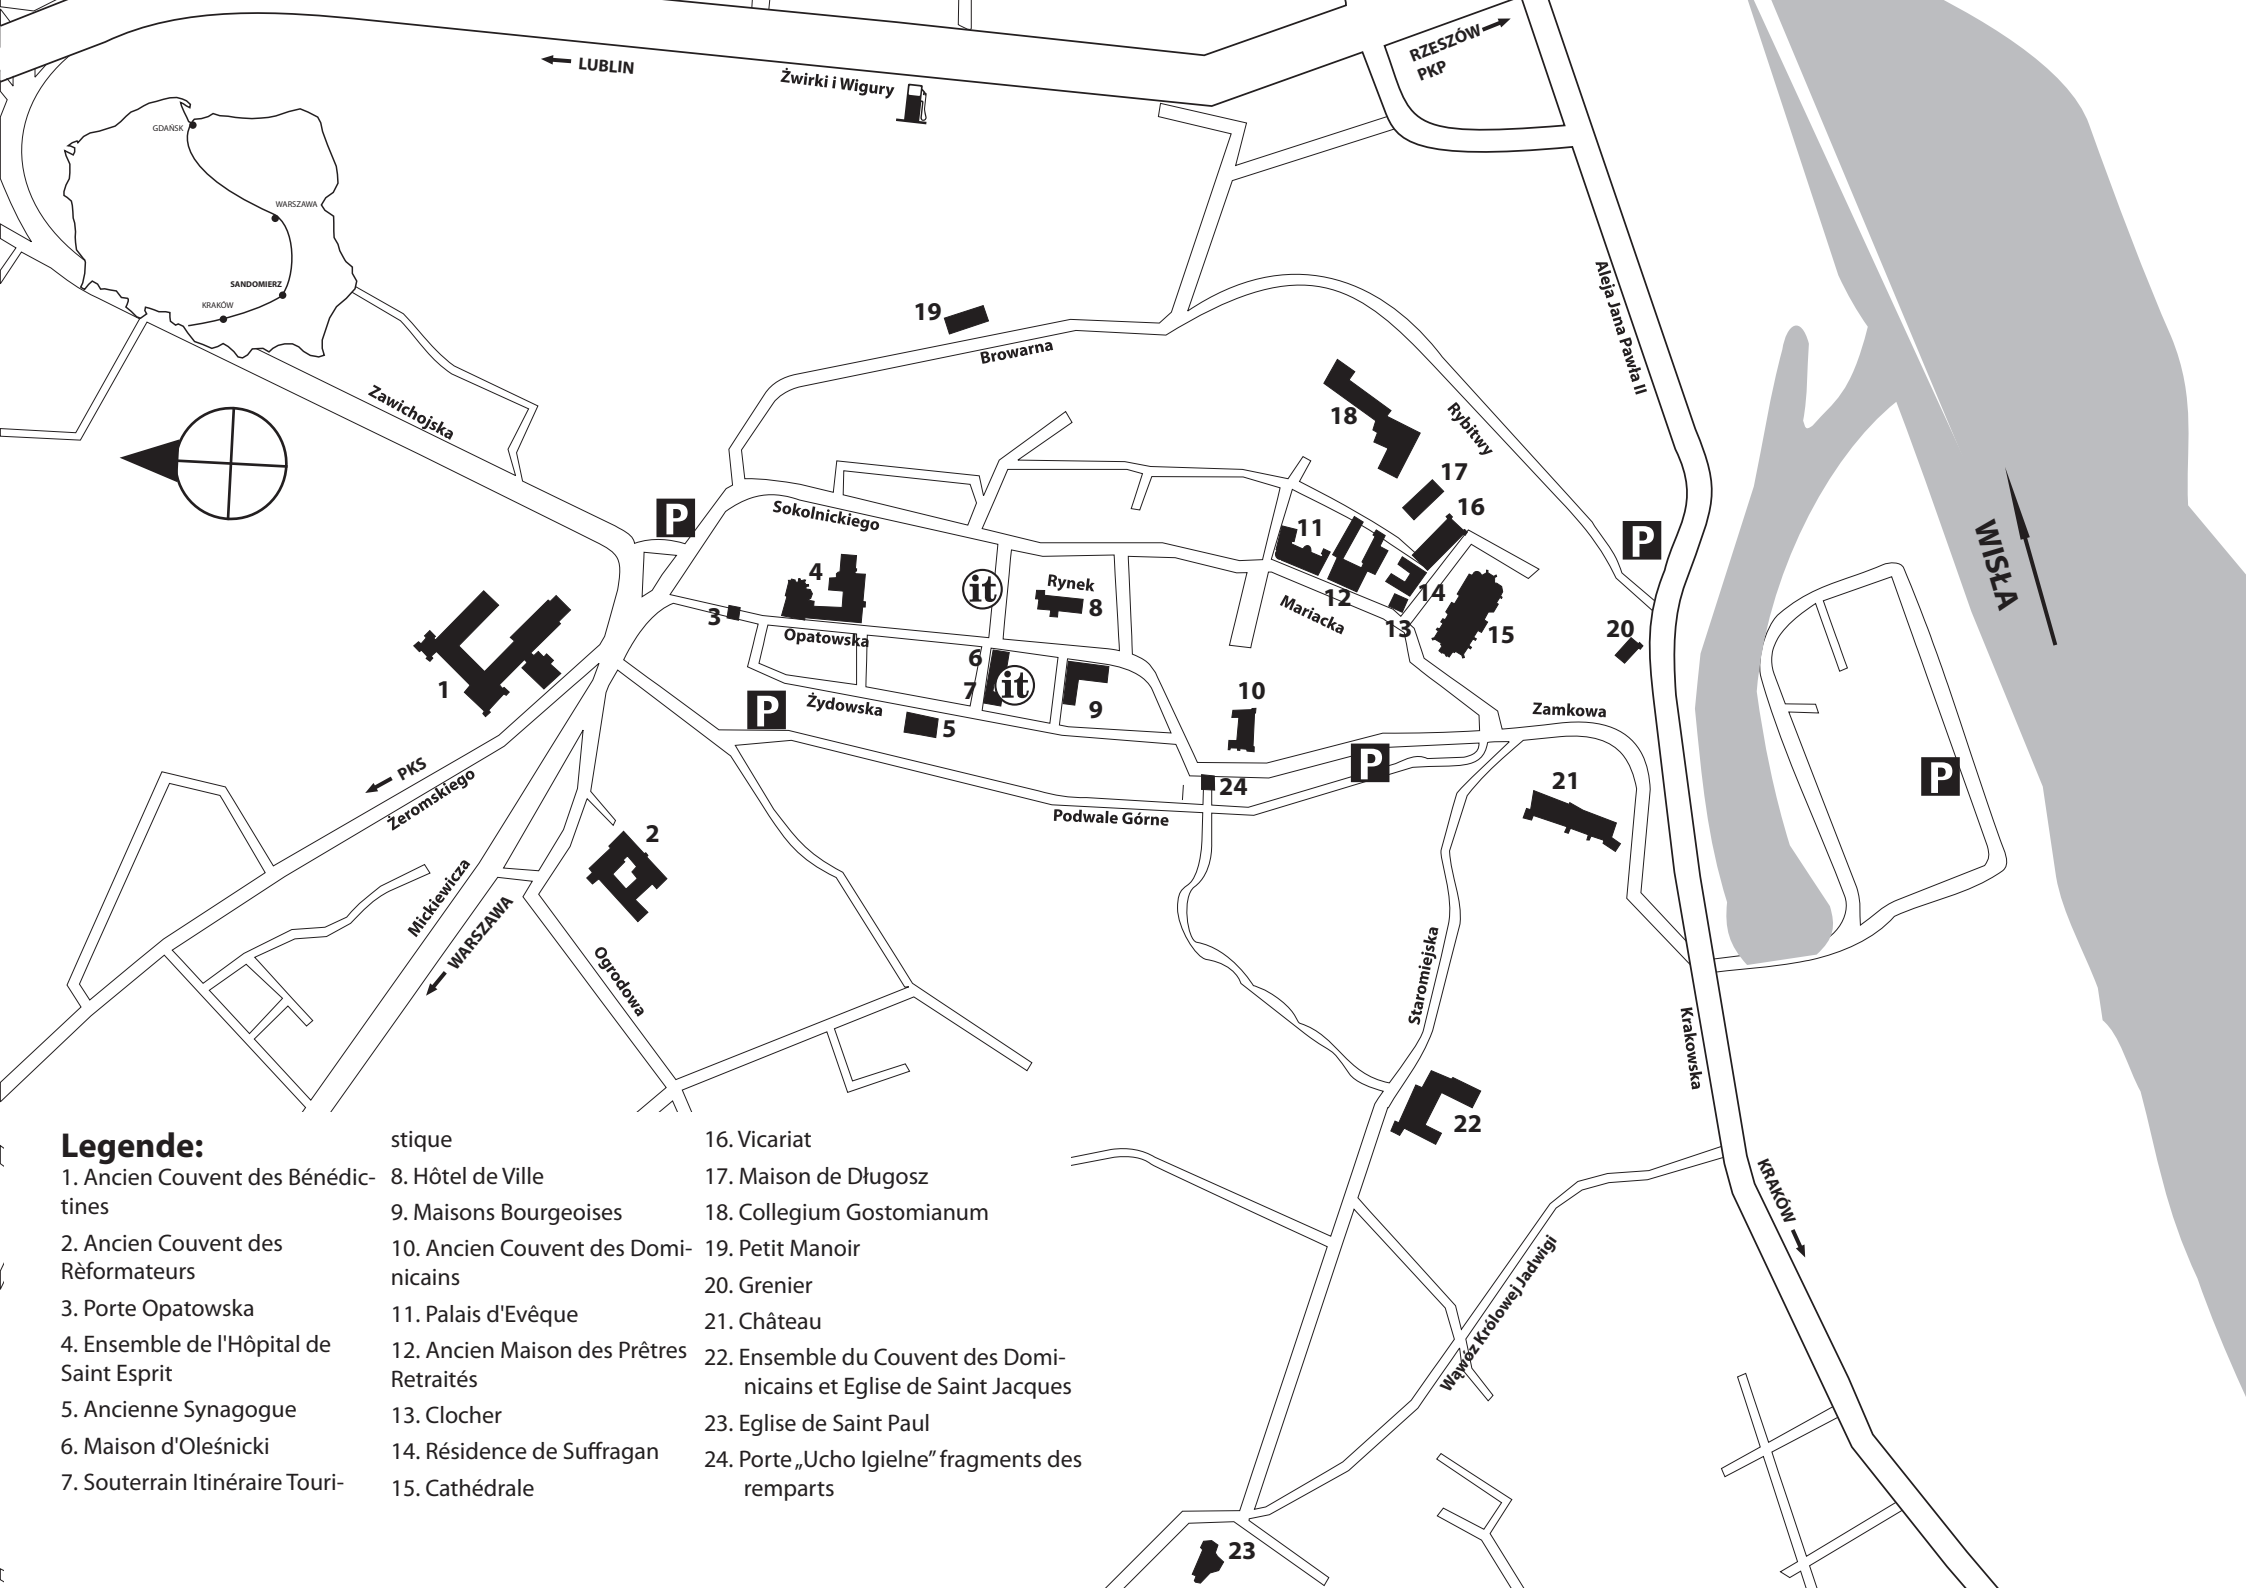 LUBLIN
Żwirki i Wigury
RZESZÓW
PKP
GDAŃSK
WARSZAWA
SANDOMIERZ
KRAKÓW
Aleja Jana Pawła II
19
Browarna
Zawichojska
18
Rybitwy
17
16
P
Sokolnickiego
11
P
WISŁA
4
it
Rynek
8
12
14
Mariacka
3
Opatowska
13
15
20
6
1
7
it
9
10
P
Żydowska
5
Zamkowa
PKS
Żeromskiego
P
24
21
P
Podwale Górne
2
Mickiewicza
WARSZAWA
Ogrodowa
Staromiejska
Krakowska
22
KRAKÓW
Wąwóz Królowej Jadwigi
23
Legende:
1. Ancien Couvent des Bénédic-
tines
2. Ancien Couvent des
Rèformateurs
3. Porte Opatowska
4. Ensemble de l'Hôpital de
Saint Esprit
5. Ancienne Synagogue
6. Maison d'Oleśnicki
7. Souterrain Itinéraire Touri-
stique
8. Hôtel de Ville
9. Maisons Bourgeoises
10. Ancien Couvent des Domi-
nicains
11. Palais d'Evêque
12. Ancien Maison des Prêtres
Retraités
13. Clocher
14. Résidence de Suffragan
15. Cathédrale
16. Vicariat
17. Maison de Długosz
18. Collegium Gostomianum
19. Petit Manoir
20. Grenier
21. Château
22. Ensemble du Couvent des Domi-
nicains et Eglise de Saint Jacques
23. Eglise de Saint Paul
24. Porte „Ucho Igielne” fragments des
remparts